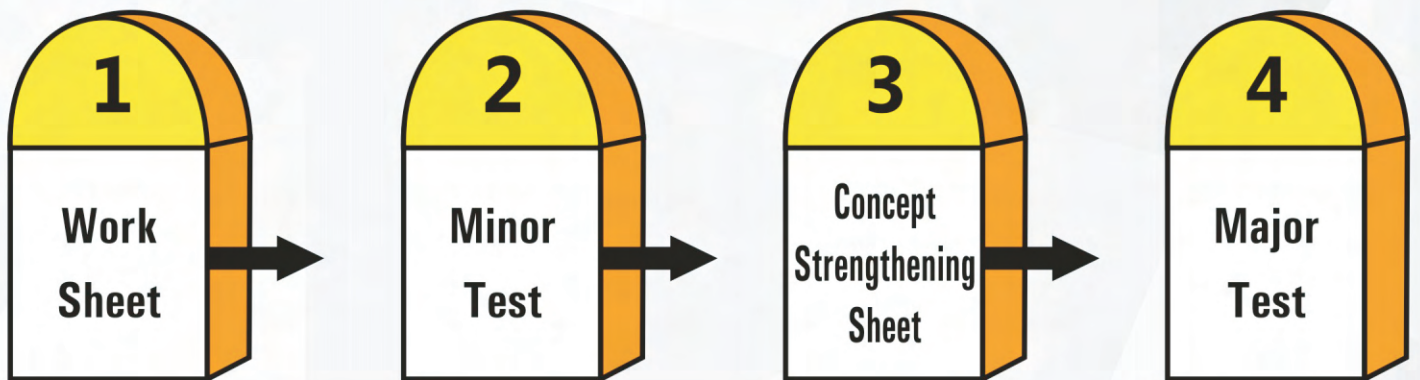 1
Work
Sheet
2
Minor
Test
3
Concept
Strengthening
Sheet
4
Major
Test